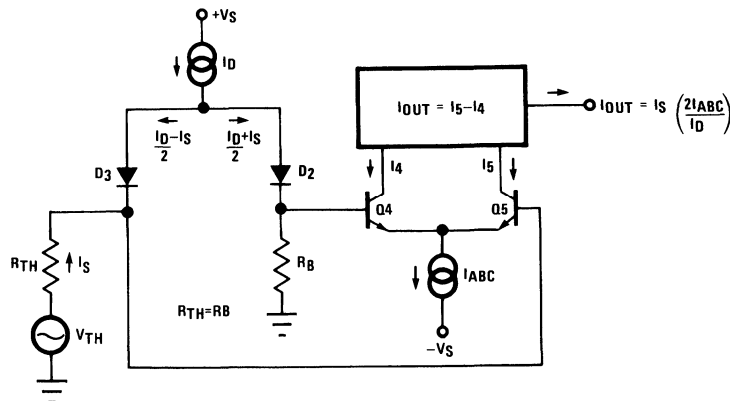 +VS
ID
IOUT = I5–I4
IOUT = IS (2IABC/ID)
ID/2 –IS
ID/2 +IS
D3
D2
I4
I5
Q4
Q5
RTH
IS
RB
IABC
RTH=RB
VTH
–VS